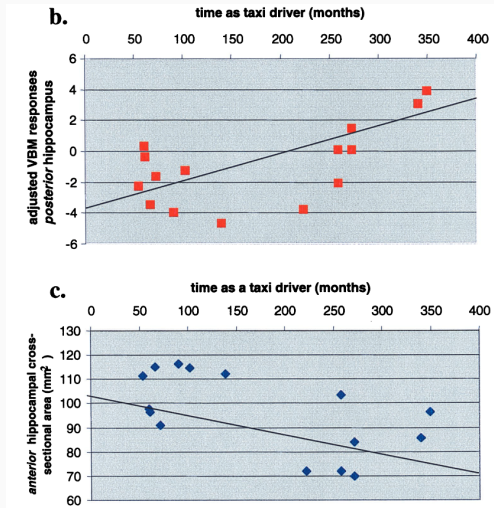 b.
time as taxi driver (months)
0 50 100 150 200 250 300 350 400
adjusted VBM responses
posterior hippocampus
6
4
2
0
-2
-4
-6
c.
time as a taxi driver (months)
0 50 100 150 200 250 300 350 400
anterior hippocampal cross-
sectional area (mm2 )
130
120
110
100
90
80
70
60